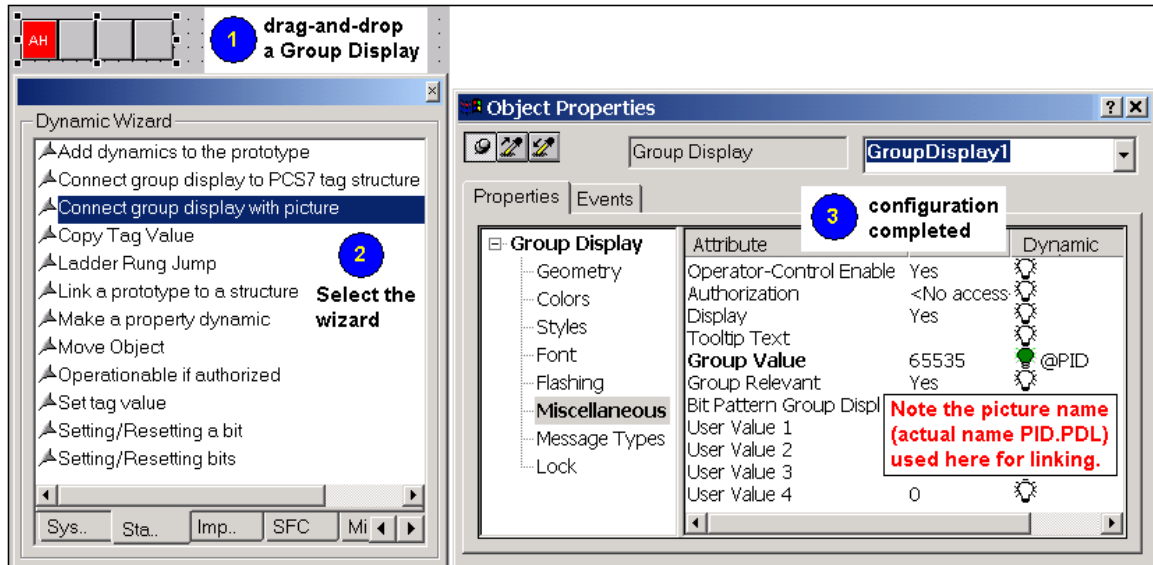 AH
1
drag-and-drop
a Group Display
Dynamic Wizard
Add dynamics to the prototype
Connect group display to PCS7 tag structure
Connect group display with picture
Copy Tag Value
Ladder Rung Jump
Link a prototype to a structure
Make a property dynamic
Move Object
Operationable if authorized
Set tag value
Setting/Resetting a bit
Setting/Resetting bits
2
Select the
wizard
Sys..
Sta..
Imp..
SFC
Mi
Object Properties
Group Display
GroupDisplay1
Properties
Events
3
configuration
completed
Group Display
Geometry
Colors
Styles
Font
Flashing
Miscellaneous
Message Types
Lock
Attribute
Dynamic
Operator-Control Enable Yes
Authorization <No access
Display Yes
Tooltip Text
Group Value 65535 @PID
Group Relevant Yes
Bit Pattern Group Displ
User Value 1
User Value 2
User Value 3
User Value 4 0
Note the picture name
(actual name PID.PDL)
used here for linking.